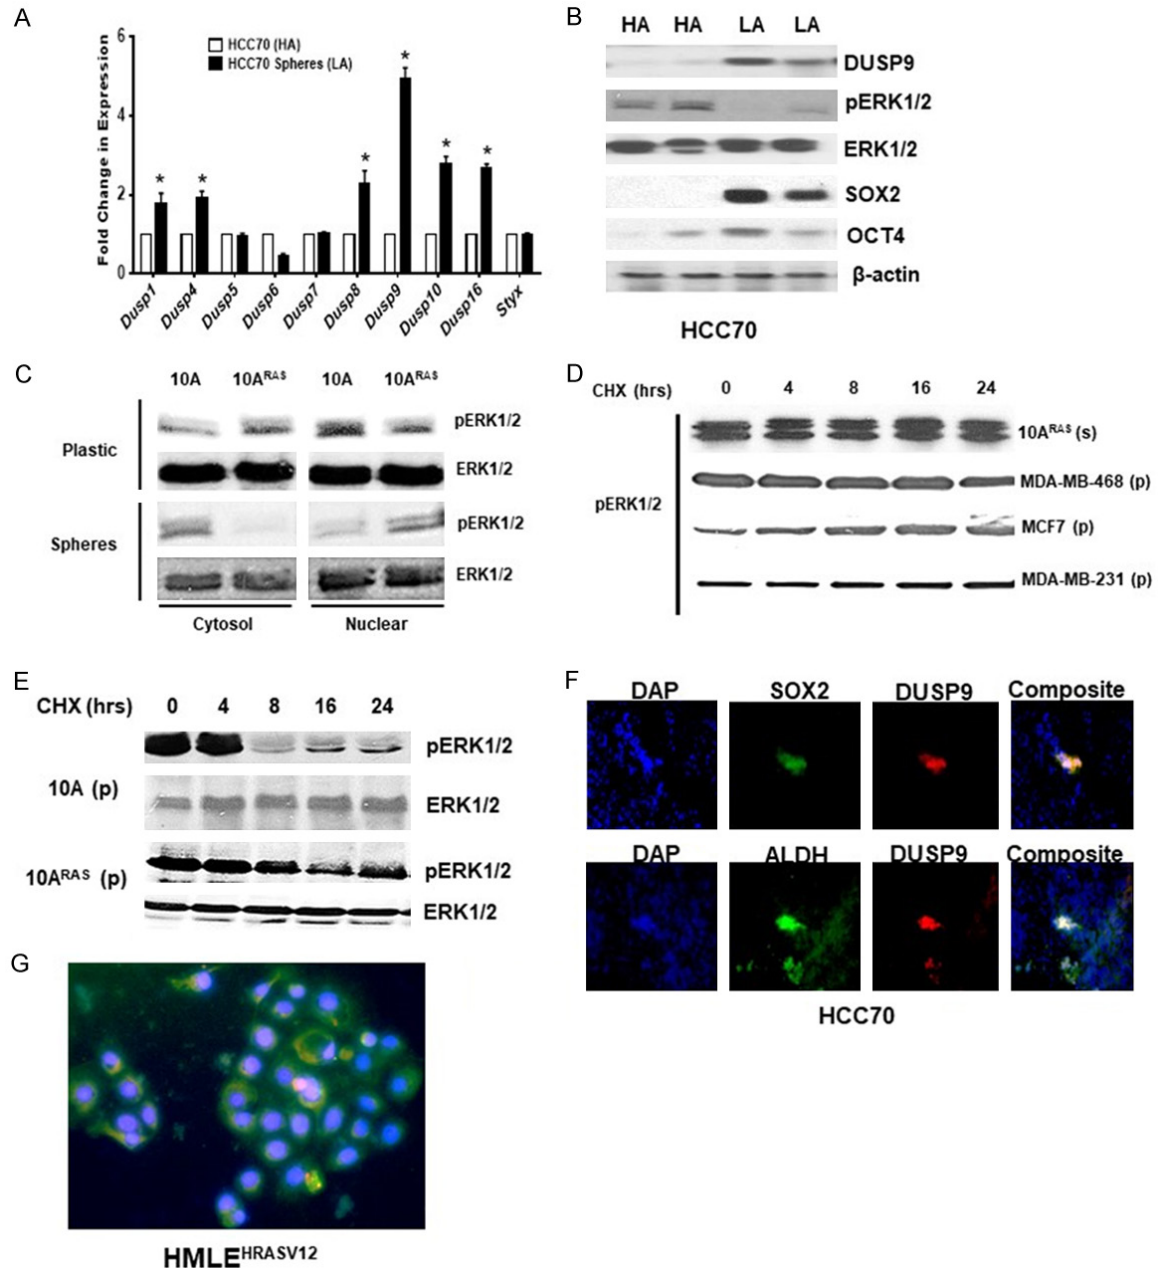 A
Fold Change in Expression
6
4
2
0
HCC70 (HA)
HCC70 Spheres (LA)
* * * * * *
Dusp1 Dusp4 Dusp5 Dusp6 Dusp7 Dusp8 Dusp9 Dusp10 Dusp16 Styx
B
HA HA LA LA
DUSP9
pERK1/2
ERK1/2
SOX2
OCT4
β-actin
HCC70
C
10A 10ARAS 10A 10ARAS
Plastic
pERK1/2
ERK1/2
Spheres
pERK1/2
ERK1/2
Cytosol Nuclear
D
CHX (hrs) 0 4 8 16 24
pERK1/2
10ARAS (s)
MDA-MB-468 (p)
MCF7 (p)
MDA-MB-231 (p)
E
CHX (hrs) 0 4 8 16 24
10A (p)
pERK1/2
ERK1/2
10ARAS (p)
pERK1/2
ERK1/2
F
DAP SOX2 DUSP9 Composite
DAP ALDH DUSP9 Composite
HCC70
G
HMLEHRASV12